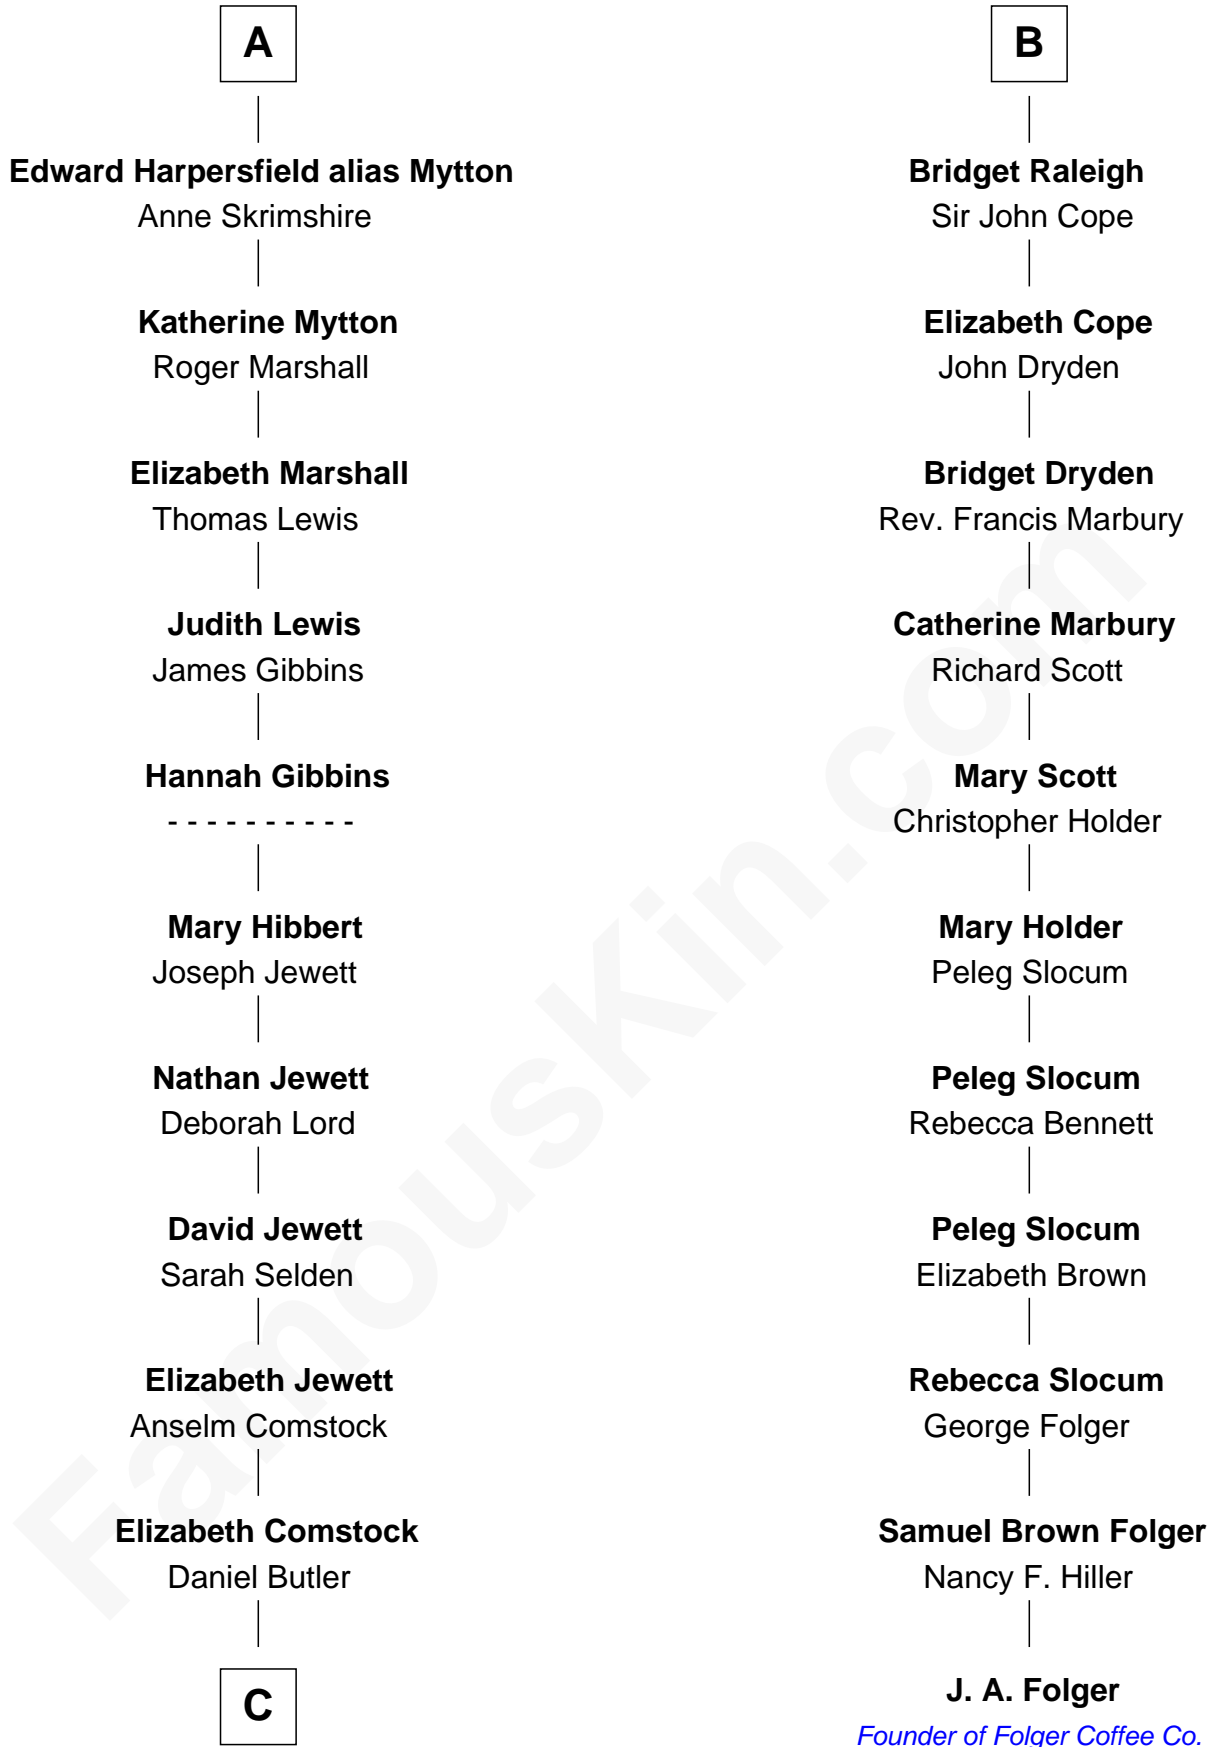 A
Edward Harpersfield alias Mytton
Anne Skrimshire
Katherine Mytton
Roger Marshall
Elizabeth Marshall
Thomas Lewis
Judith Lewis
James Gibbins
Hannah Gibbins
- - - - - - - - - -
Mary Hibbert
Joseph Jewett
Nathan Jewett
Deborah Lord
David Jewett
Sarah Selden
Elizabeth Jewett
Anselm Comstock
Elizabeth Comstock
Daniel Butler
C
B
Bridget Raleigh
Sir John Cope
Elizabeth Cope
John Dryden
Bridget Dryden
Rev. Francis Marbury
Catherine Marbury
Richard Scott
Mary Scott
Christopher Holder
Mary Holder
Peleg Slocum
Peleg Slocum
Rebecca Bennett
Peleg Slocum
Elizabeth Brown
Rebecca Slocum
George Folger
Samuel Brown Folger
Nancy F. Hiller
J. A. Folger
Founder of Folger Coffee Co.
FamousKin.com